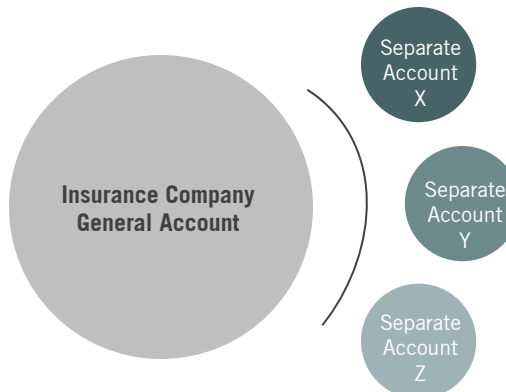 Separate
Account
X
Insurance Company
General Account
Separate
Account
Y
Separate
Account
Z